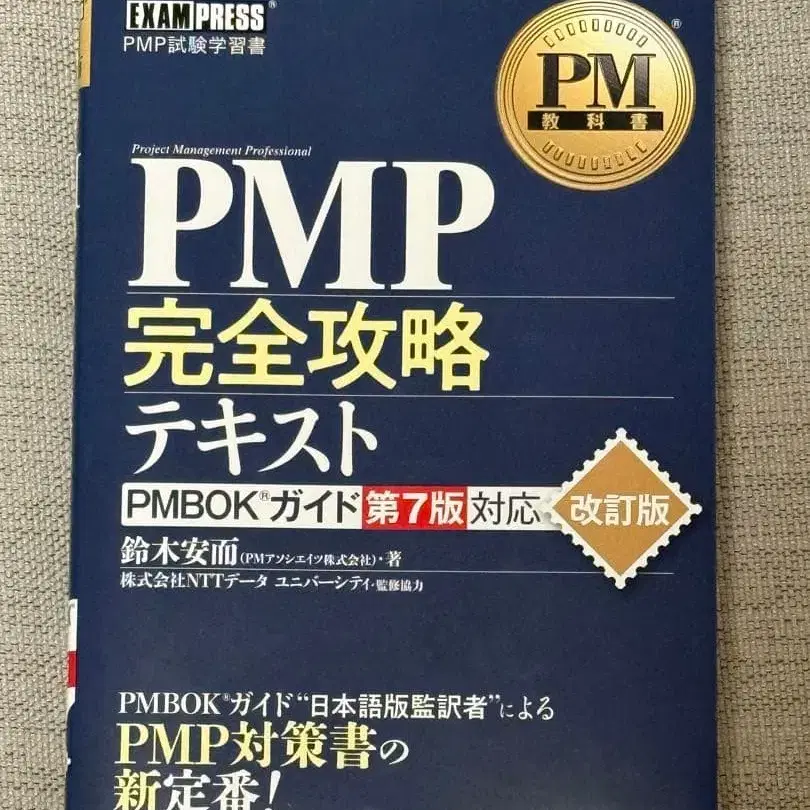 EXAMPRESS®
PMP試験学習書
PM®
教科書
Project Management Professional
PMP
完全攻略
テキスト
PMBOK®ガイド第7版対応
改訂版
鈴木安而(PMアソシエイツ株式会社)・著
株式会社NTTデータ ユニバーシティ・監修協力
PMBOK®ガイド“日本語版監訳者”による
PMP対策書の
新定番!